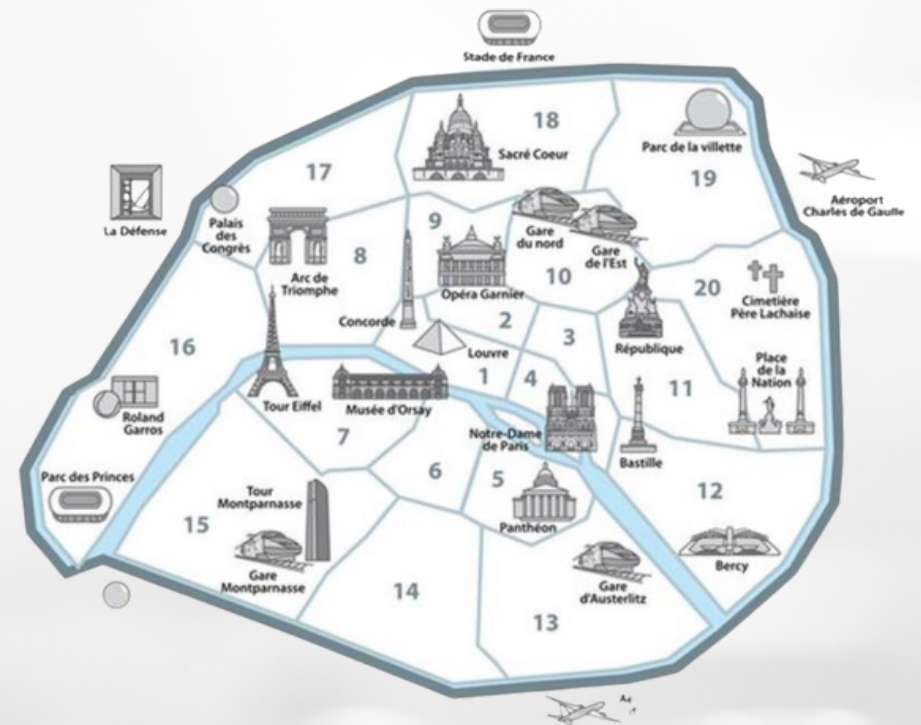 Stade de France
18
Sacré Coeur
Parc de la villette
17
19
Aéroport
Charles de Gaulle
La Défense
Palais
des
Congrès
9
Gare
du nord
Gare
de l'Est
8
Arc de
Triomphe
10
20
Opéra Garnier
Cimetière
Père Lachaise
Concorde
2
3
République
16
Louvre
Place
de la
Nation
1
4
11
Tour Eiffel
Musée d'Orsay
Roland
Garros
7
Notre-Dame
de Paris
Bastille
6
5
Parc des Princes
Tour
Montparnasse
12
15
Panthéon
Gare
Montparnasse
Bercy
Gare
d'Austerlitz
14
13